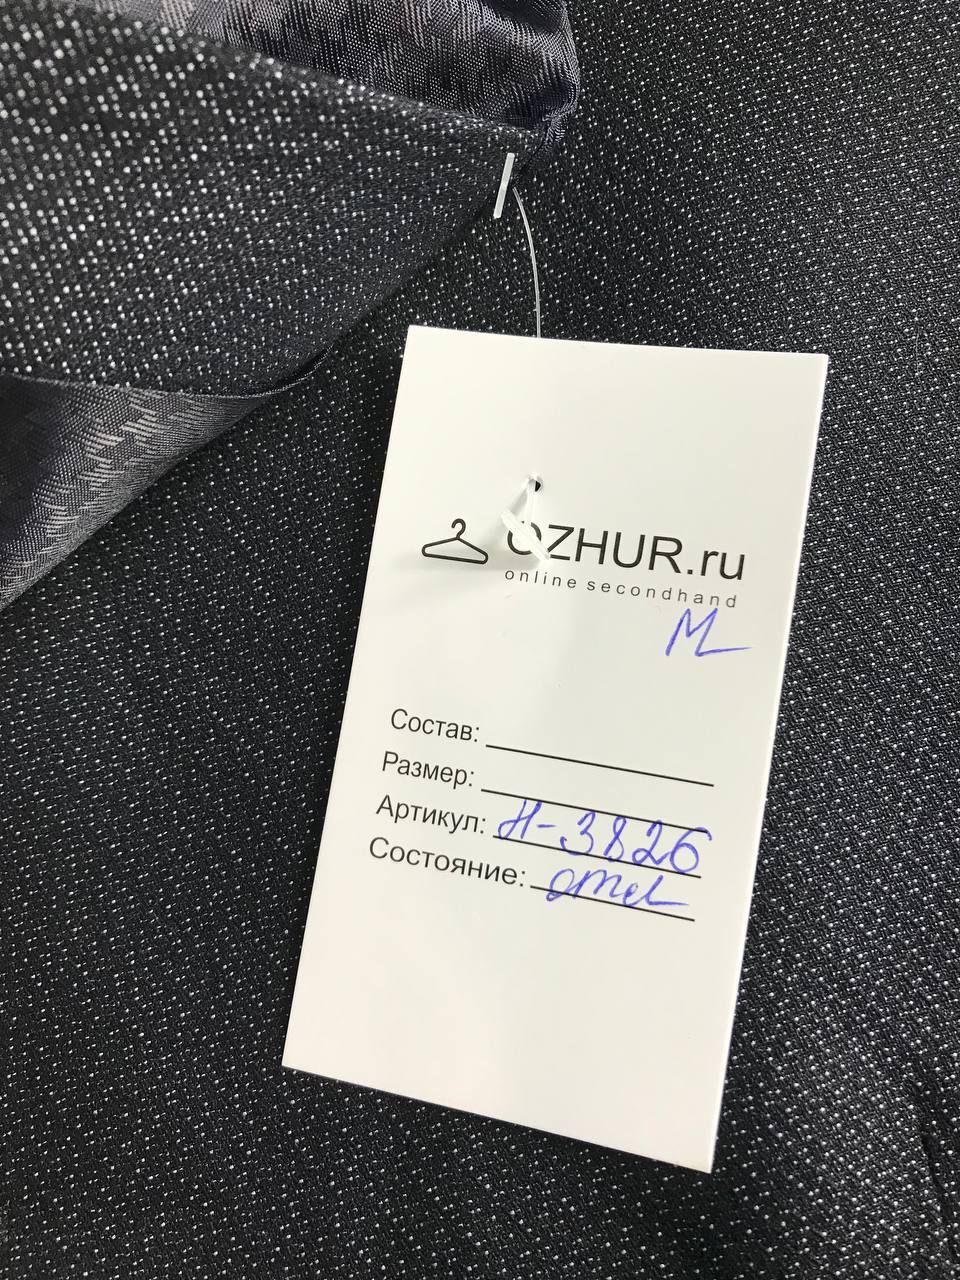 OZHUR.ru
online secondhand
М
Состав:
Размер:
Артикул: Н-3826
Состояние: отл